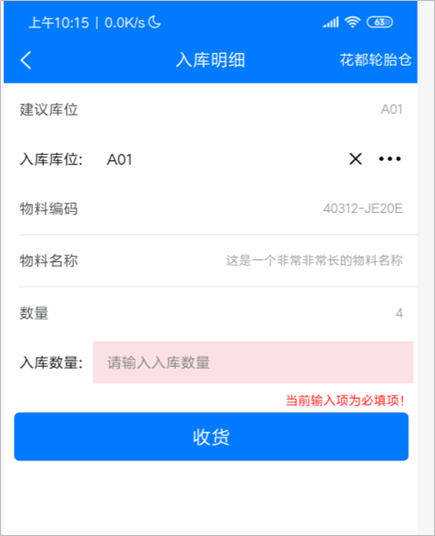 上午10:15 | 0.0K/s 63
入库明细 花都轮胎仓
建议库位 A01
入库库位: A01
物料编码 40312-JE20E
物料名称 这是一个非常非常长的物料名称
数量 4
入库数量: 请输入入库数量
当前输入项为必填项!
收货